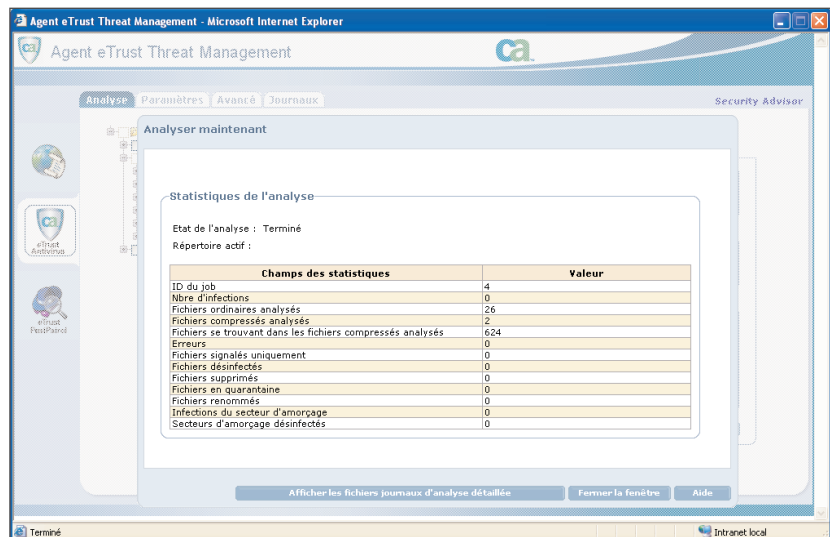 Agent eTrust Threat Management - Microsoft Internet Explorer
Agent eTrust Threat Management
ca
ca
Analyse Paramètres Avancé Journaux
Security Advisor
Analyser maintenant
Statistiques de l'analyse
Etat de l'analyse : Terminé
Répertoire actif :
Champs des statistiques Valeur
ID du job 4
Nbre d'infections 0
Fichiers ordinaires analysés 26
Fichiers compressés analysés 2
Fichiers se trouvant dans les fichiers compressés analysés 624
Erreurs 0
Fichiers signalés uniquement 0
Fichiers désinfectés 0
Fichiers supprimés 0
Fichiers en quarantaine 0
Fichiers renommés 0
Infections du secteur d'amorçage 0
Secteurs d'amorçage désinfectés 0
ca
eTrust
Antivirus
eTrust
PestPatrol
Afficher les fichiers journaux d'analyse détaillée Fermer la fenêtre Aide
Terminé
Intranet local